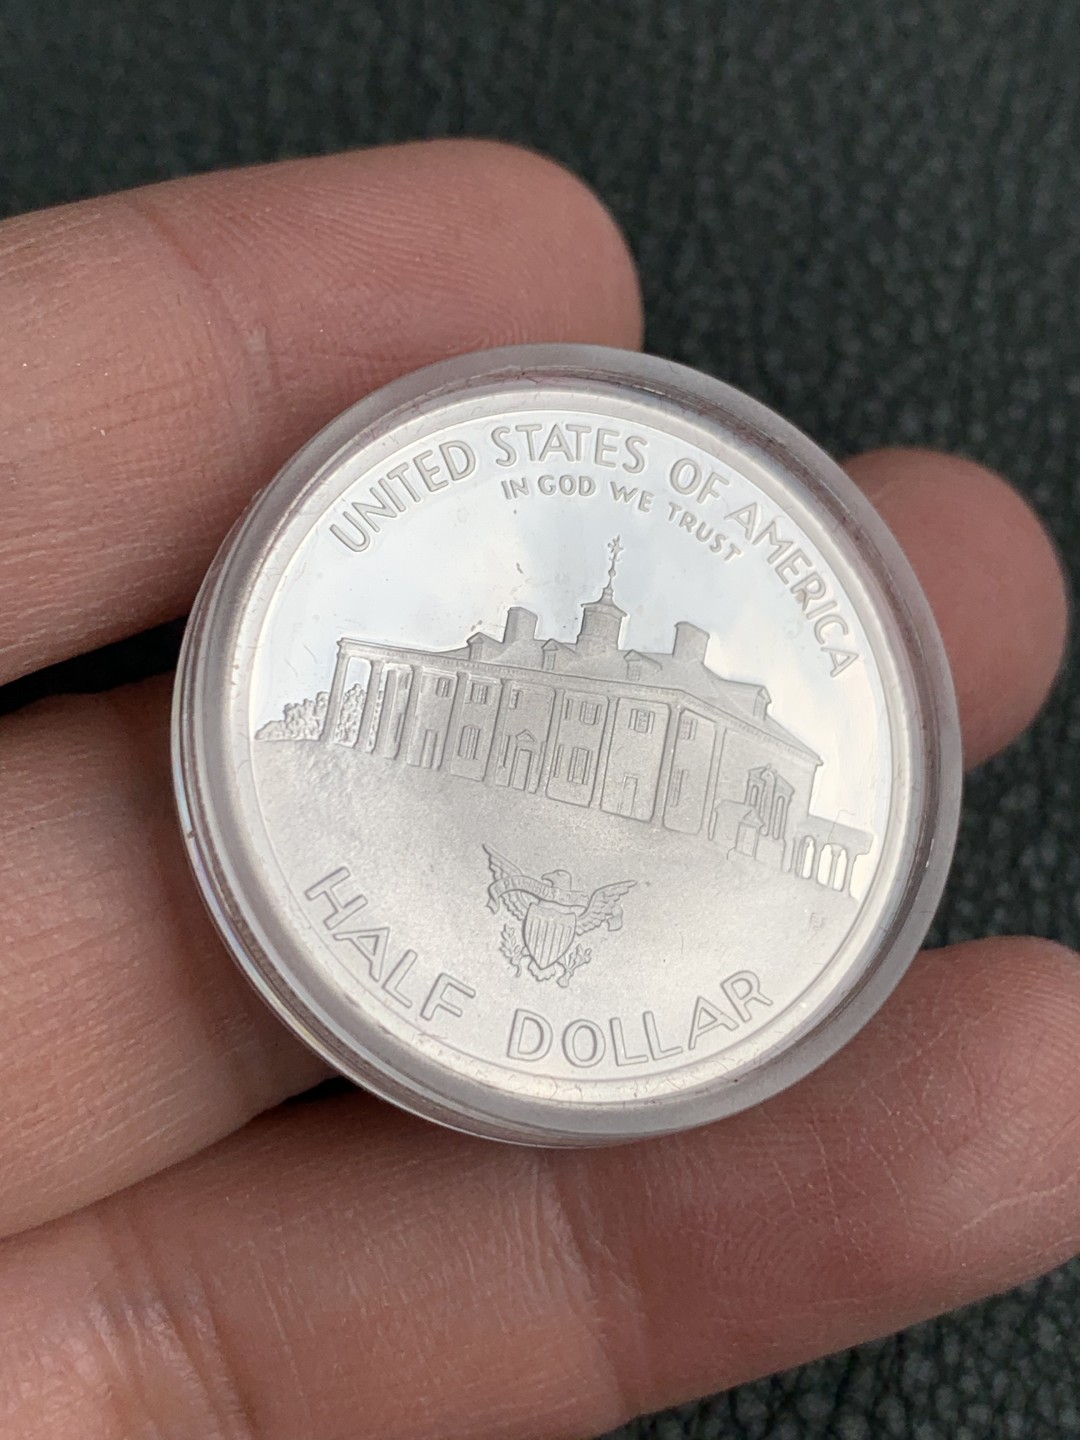 UNITED STATES OF AMERICA
IN GOD WE TRUST
HALF DOLLAR